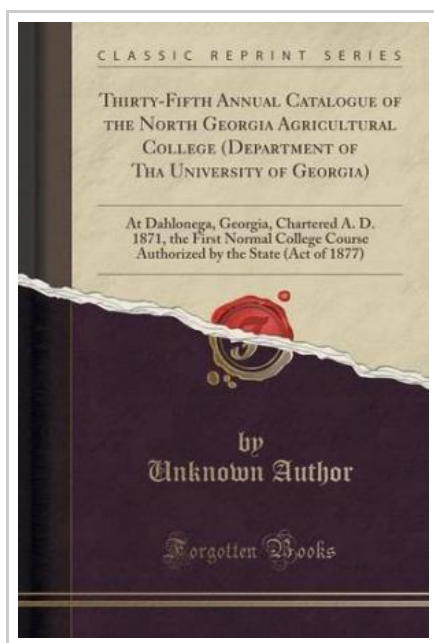 CLASSIC REPRINT SERIES
THIRTY-FIFTH ANNUAL CATALOGUE OF
THE NORTH GEORGIA AGRICULTURAL
COLLEGE (DEPARTMENT OF
THA UNIVERSITY OF GEORGIA)
At Dahlonega, Georgia, Chartered A. D.
1871, the First Normal College Course
Authorized by the State (Act of 1877)
by
Unknown Author
Forgotten Books